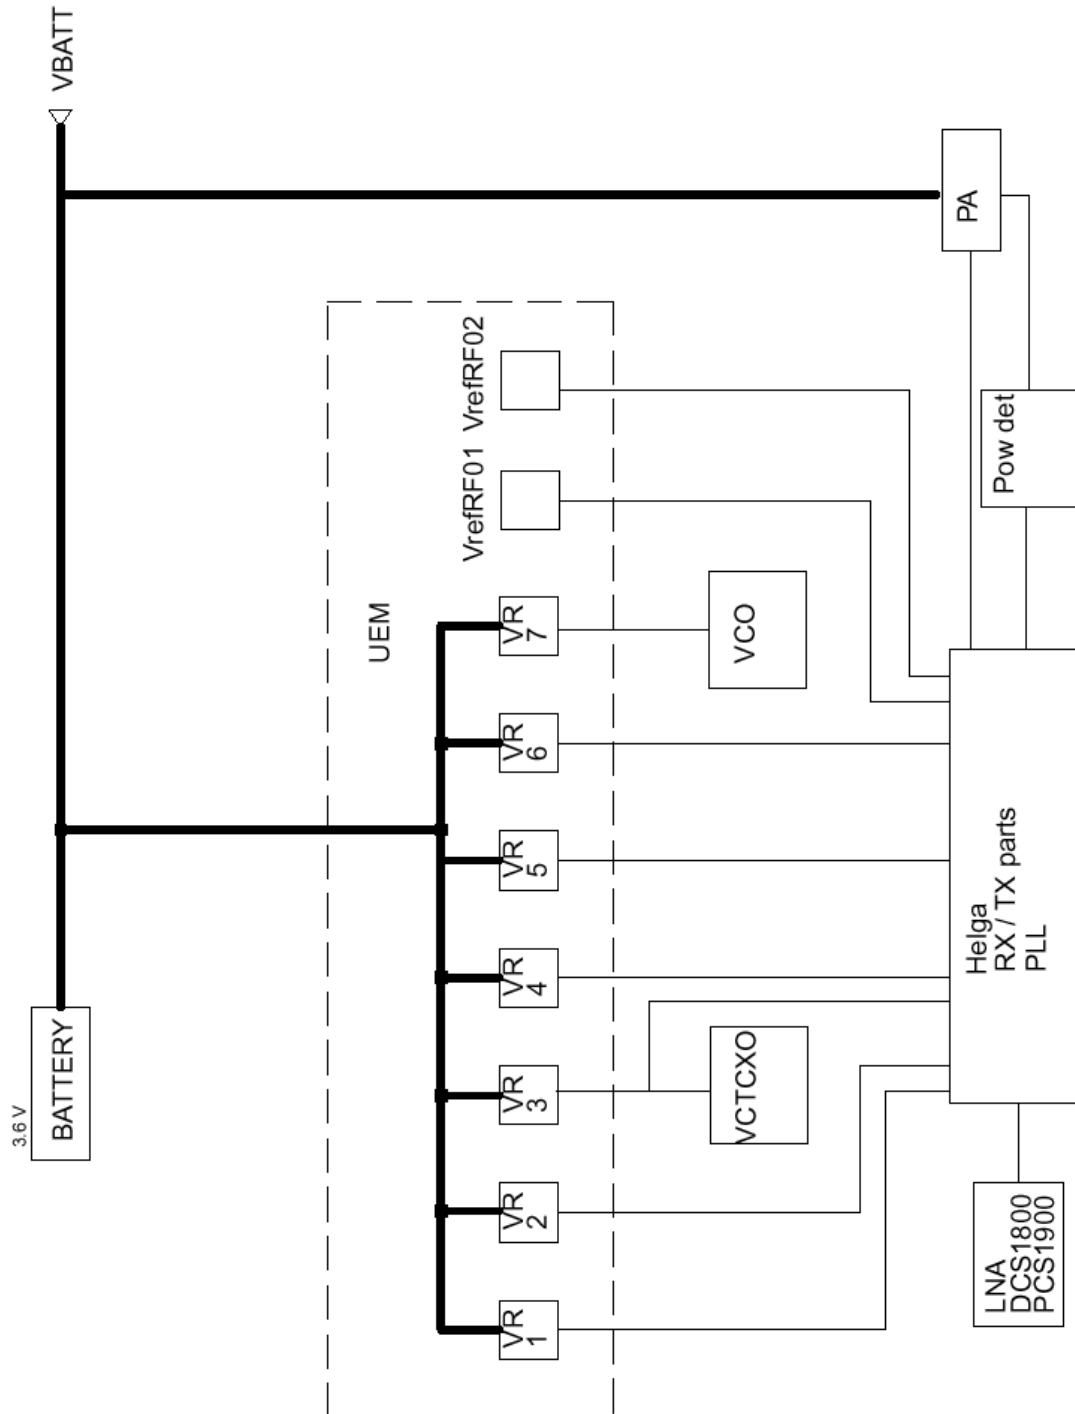 VBATT
3.6 V
BATTERY
PA
Pow det
UEM
VrefRF01
VrefRF02
VR
1
VR
2
VR
3
VR
4
VR
5
VR
6
VR
7
VCTCXO
VCO
Helga
RX / TX parts
PLL
LNA
DCS1800
PCS1900